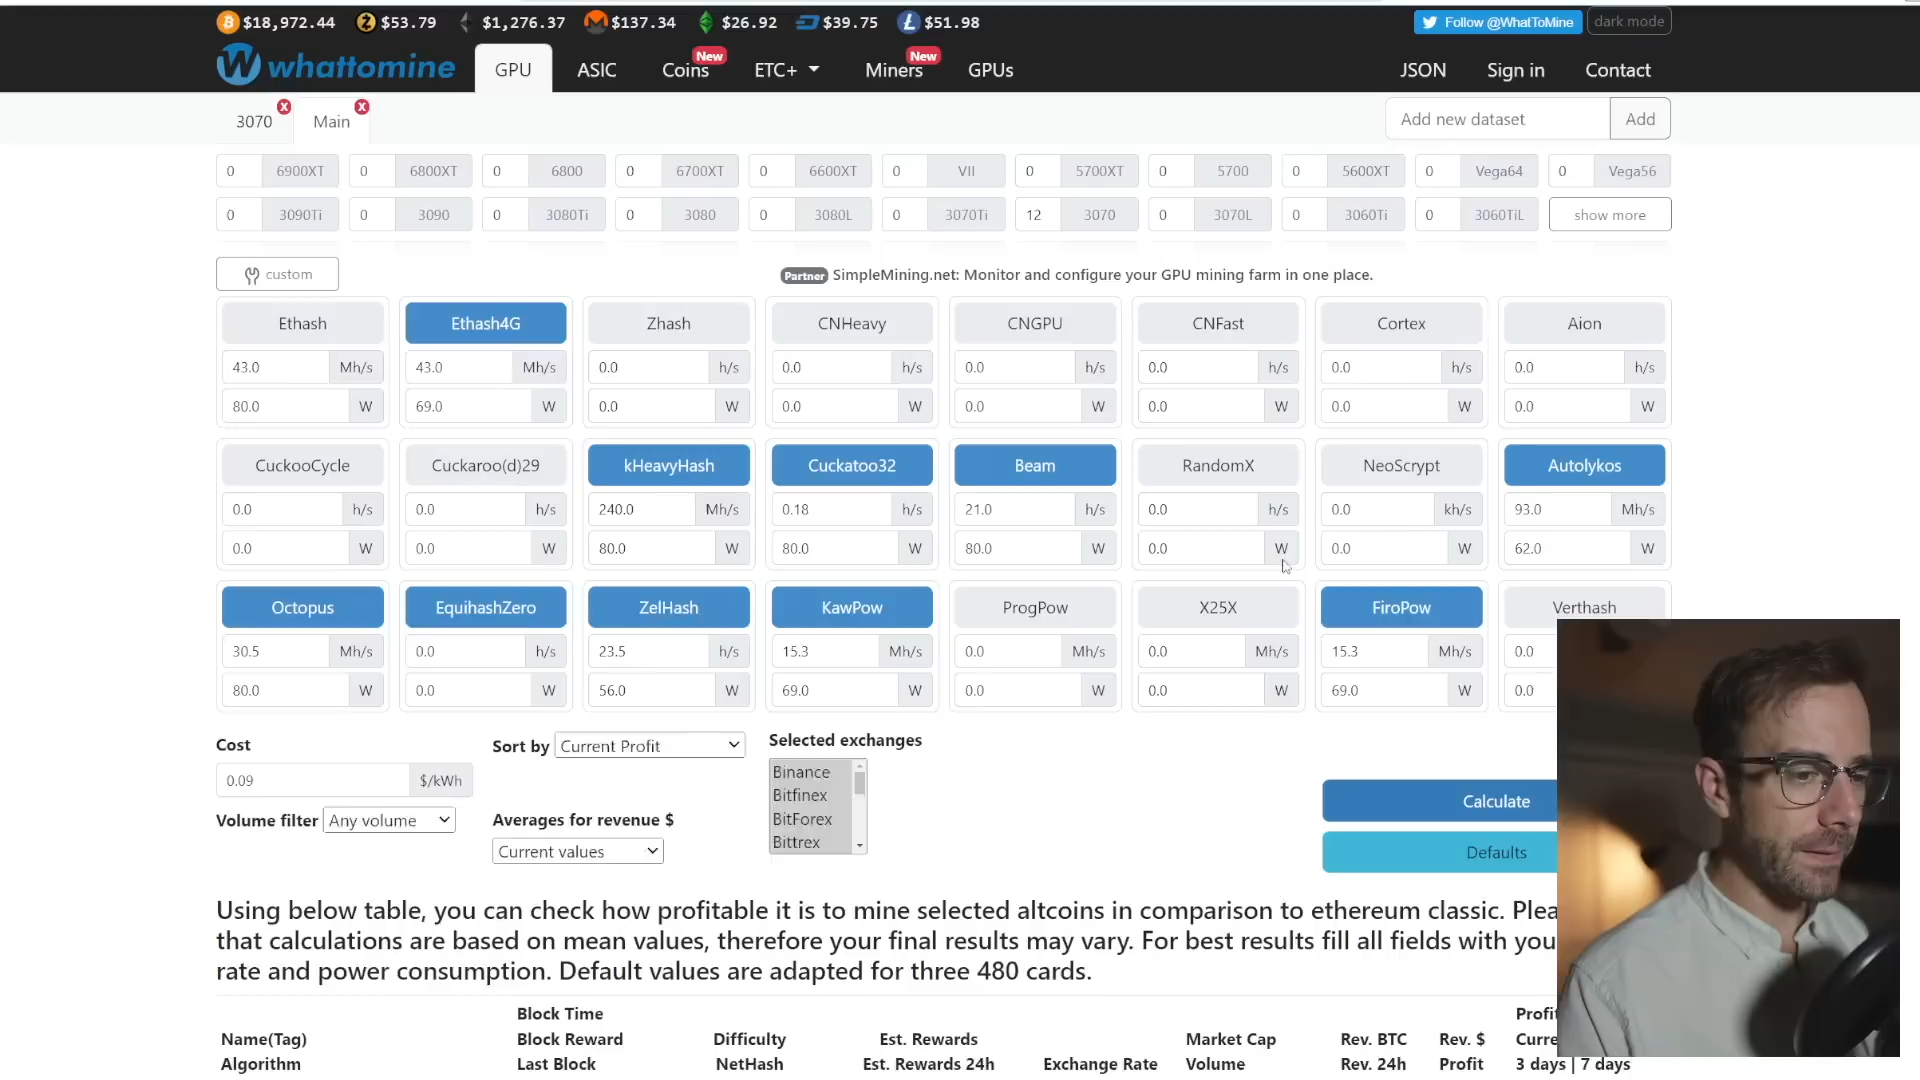 $18,972.44 $53.79 $1,276.37 $137.34 $26.92 $39.75 $51.98 Follow @WhatToMine dark mode
whattomine GPU ASIC Coins New ETC+ Miners New GPUs JSON Sign in Contact
3070 x Main x Add new dataset Add
0 6900XT 0 6800XT 0 6800 0 6700XT 0 6600XT 0 VII 0 5700XT 0 5700 0 5600XT 0 Vega64 0 Vega56
0 3090Ti 0 3090 0 3080Ti 0 3080 0 3080L 0 3070Ti 12 3070 0 3070L 0 3060Ti 0 3060TiL show more
custom Partner SimpleMining.net: Monitor and configure your GPU mining farm in one place.
Ethash Ethash4G Zhash CNHeavy CNGPU CNFast Cortex Aion
43.0 Mh/s 43.0 Mh/s 0.0 h/s 0.0 h/s 0.0 h/s 0.0 h/s 0.0 h/s 0.0 h/s
80.0 W 69.0 W 0.0 W 0.0 W 0.0 W 0.0 W 0.0 W 0.0 W
CuckooCycle Cuckaroo(d)29 kHeavyHash Cuckatoo32 Beam RandomX NeoScrypt Autolykos
0.0 h/s 0.0 h/s 240.0 Mh/s 0.18 h/s 21.0 h/s 0.0 h/s 0.0 kh/s 93.0 Mh/s
0.0 W 0.0 W 80.0 W 80.0 W 80.0 W 0.0 W 0.0 W 62.0 W
Octopus EquihashZero ZelHash KawPow ProgPow X25X FiroPow Verthash
30.5 Mh/s 0.0 h/s 23.5 h/s 15.3 Mh/s 0.0 Mh/s 0.0 Mh/s 15.3 Mh/s 0.0
80.0 W 0.0 W 56.0 W 69.0 W 0.0 W 0.0 W 69.0 W 0.0
Cost Sort by Current Profit Selected exchanges
0.09 $/kWh Binance
Bitfinex
Volume filter Any volume Averages for revenue $ BitForex Calculate
Current values Bittrex Defaults
Using below table, you can check how profitable it is to mine selected altcoins in comparison to ethereum classic. Plea
that calculations are based on mean values, therefore your final results may vary. For best results fill all fields with you
rate and power consumption. Default values are adapted for three 480 cards.
Block Time Profi
Name(Tag) Block Reward Difficulty Est. Rewards Market Cap Rev. BTC Rev. $ Curre
Algorithm Last Block NetHash Est. Rewards 24h Exchange Rate Volume Rev. 24h Profit 3 days | 7 days